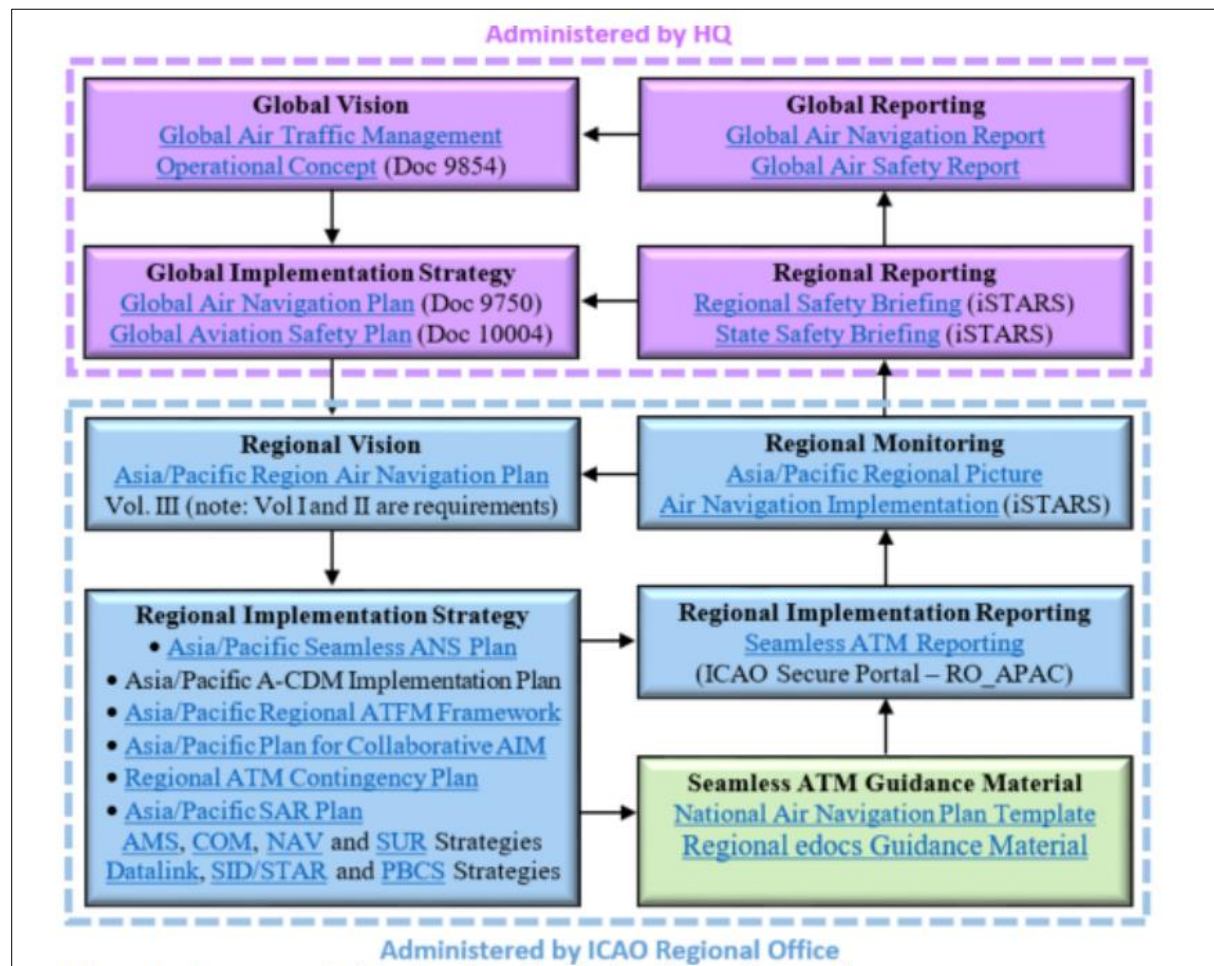 Administered by HQ
Global Vision
Global Air Traffic Management
Operational Concept (Doc 9854)
Global Reporting
Global Air Navigation Report
Global Air Safety Report
Global Implementation Strategy
Global Air Navigation Plan (Doc 9750)
Global Aviation Safety Plan (Doc 10004)
Regional Reporting
Regional Safety Briefing (iSTARS)
State Safety Briefing (iSTARS)
Regional Vision
Asia/Pacific Region Air Navigation Plan
Vol. III (note: Vol I and II are requirements)
Regional Monitoring
Asia/Pacific Regional Picture
Air Navigation Implementation (iSTARS)
Regional Implementation Strategy
• Asia/Pacific Seamless ANS Plan
• Asia/Pacific A-CDM Implementation Plan
• Asia/Pacific Regional ATFM Framework
• Asia/Pacific Plan for Collaborative AIM
• Regional ATM Contingency Plan
• Asia/Pacific SAR Plan
AMS, COM, NAV and SUR Strategies
Datalink, SID/STAR and PBCS Strategies
Regional Implementation Reporting
Seamless ATM Reporting
(ICAO Secure Portal – RO_APAC)
Seamless ATM Guidance Material
National Air Navigation Plan Template
Regional edocs Guidance Material
Administered by ICAO Regional Office